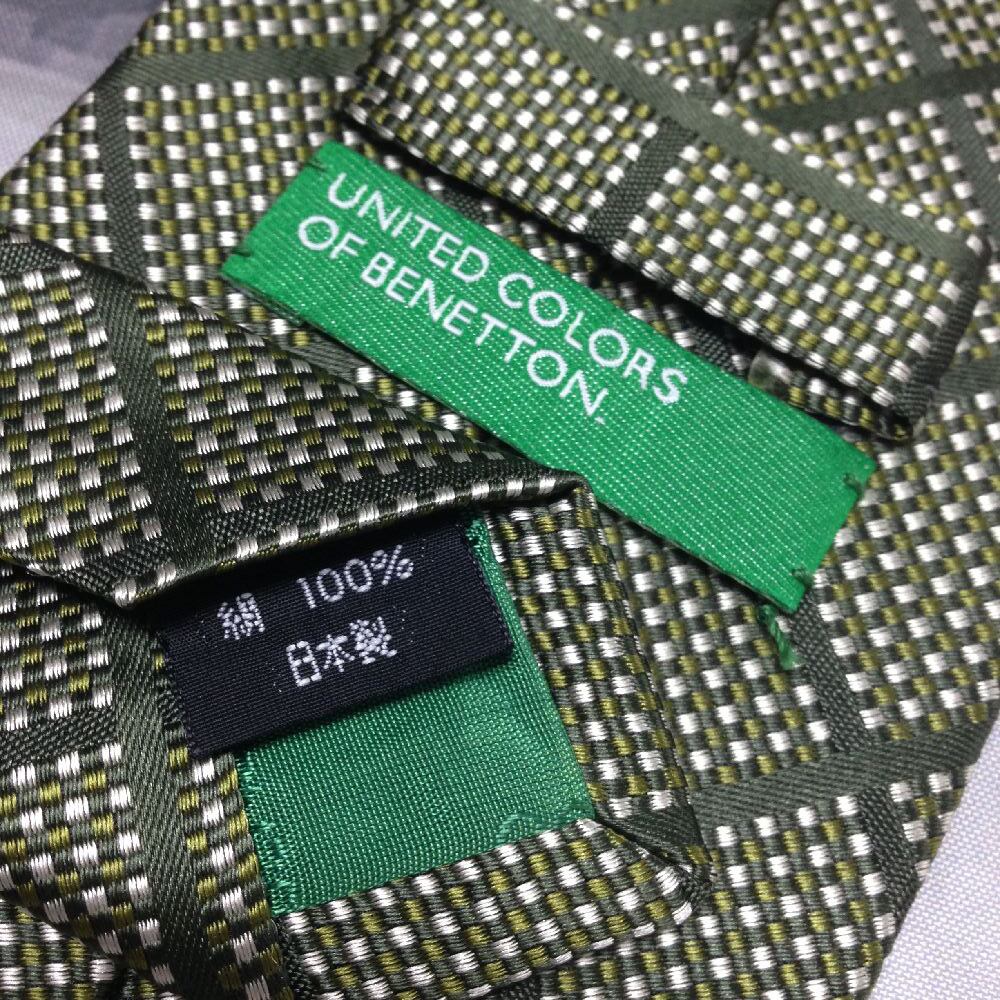 UNITED COLORS
OF BENETTON.
絹 100%
日本製